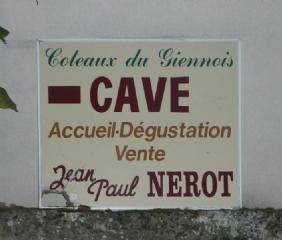 Coteaux du Giennois
CAVE
Accueil-Dégustation
Vente
Jean Paul NEROT